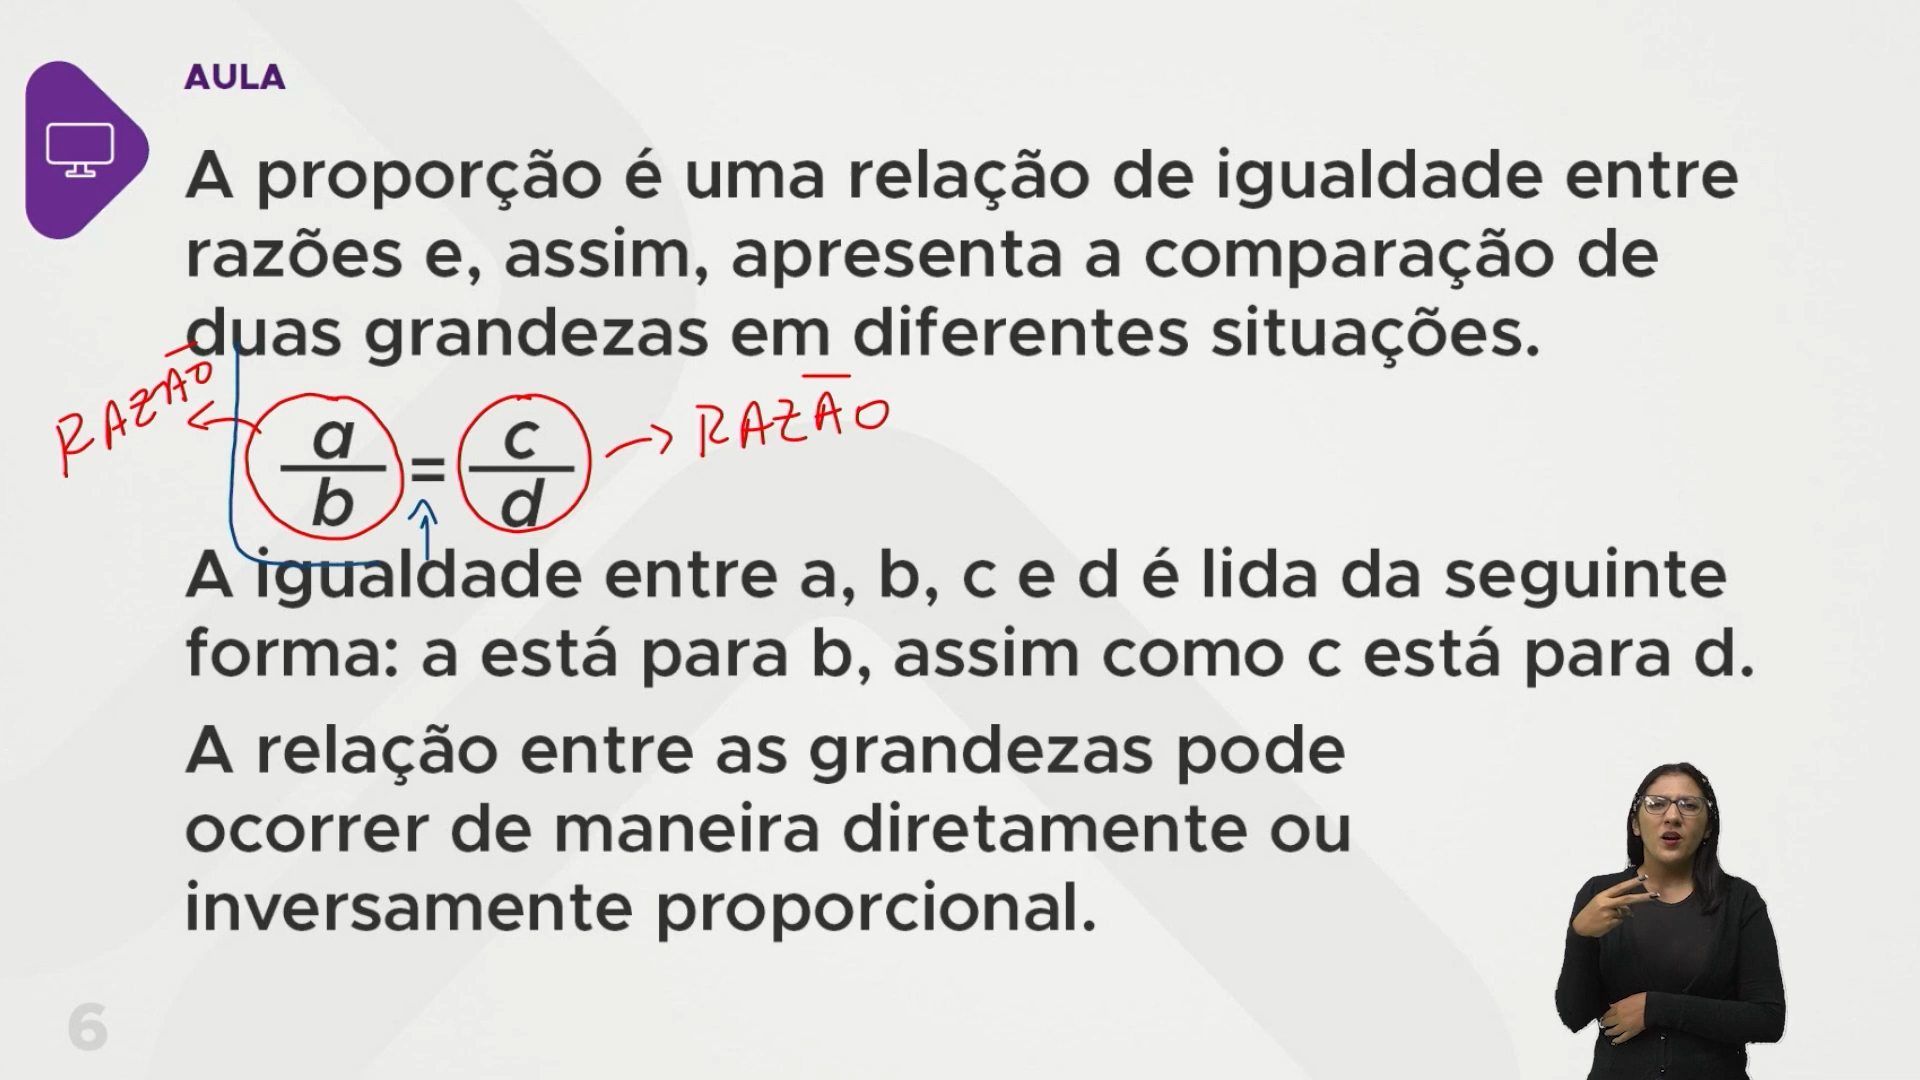 AULA
A proporção é uma relação de igualdade entre
razões e, assim, apresenta a comparação de
duas grandezas em diferentes situações.
RAZÃO
a/b = c/d
RAZÃO
A igualdade entre a, b, c e d é lida da seguinte
forma: a está para b, assim como c está para d.
A relação entre as grandezas pode
ocorrer de maneira diretamente ou
inversamente proporcional.
6